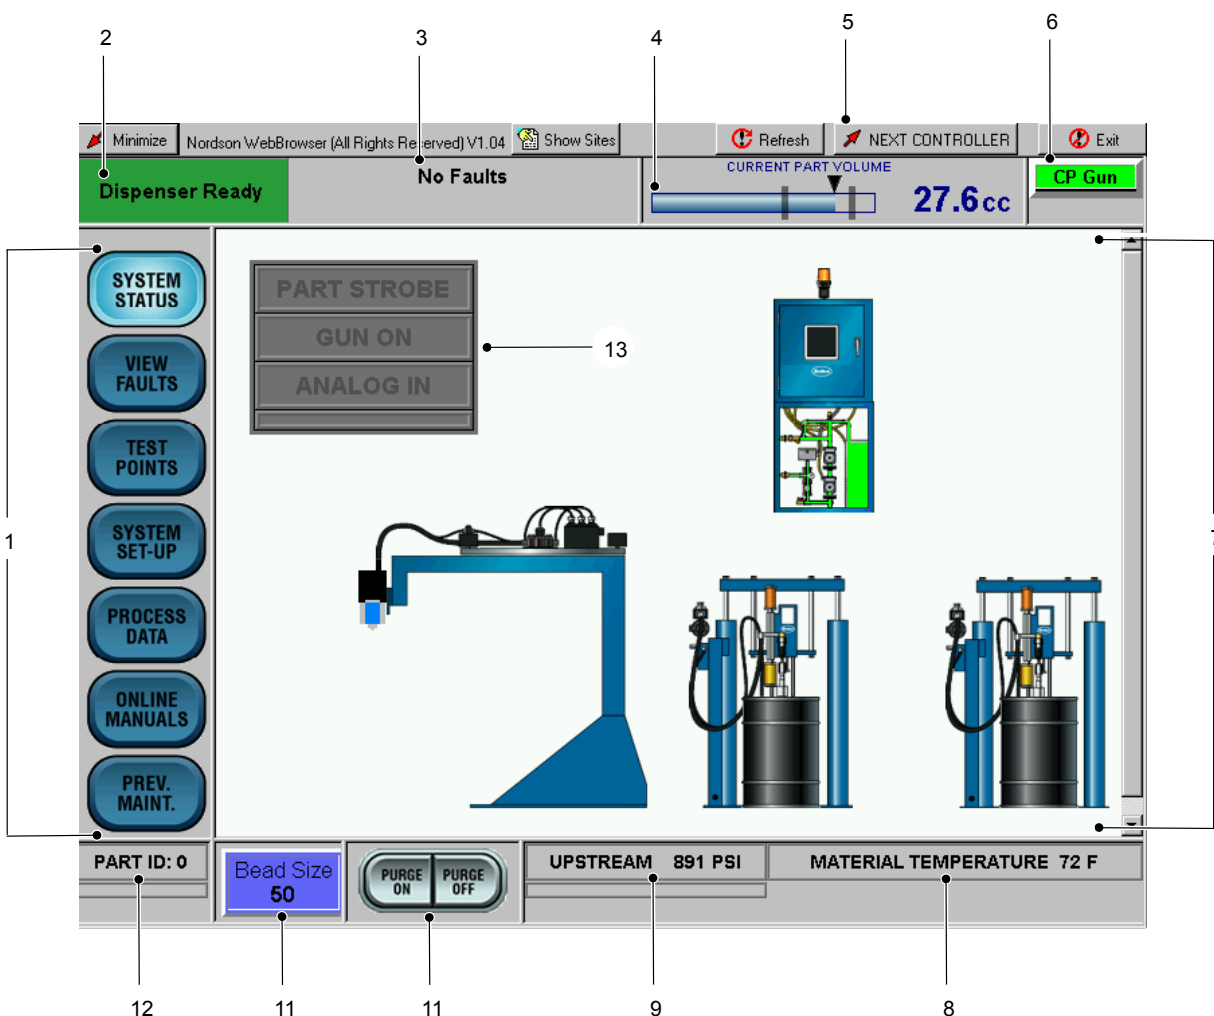 2
3
4
5
6
Minimize
Nordson WebBrowser (All Rights Reserved) V1.04
Show Sites
Refresh
NEXT CONTROLLER
Exit
Dispenser Ready
No Faults
CURRENT PART VOLUME
27.6cc
CP Gun
SYSTEM
STATUS
VIEW
FAULTS
TEST
POINTS
SYSTEM
SET-UP
PROCESS
DATA
ONLINE
MANUALS
PREV.
MAINT.
1
PART STROBE
GUN ON
ANALOG IN
13
7
PART ID: 0
Bead Size
50
PURGE
ON
PURGE
OFF
UPSTREAM 891 PSI
MATERIAL TEMPERATURE 72 F
12
11
11
9
8